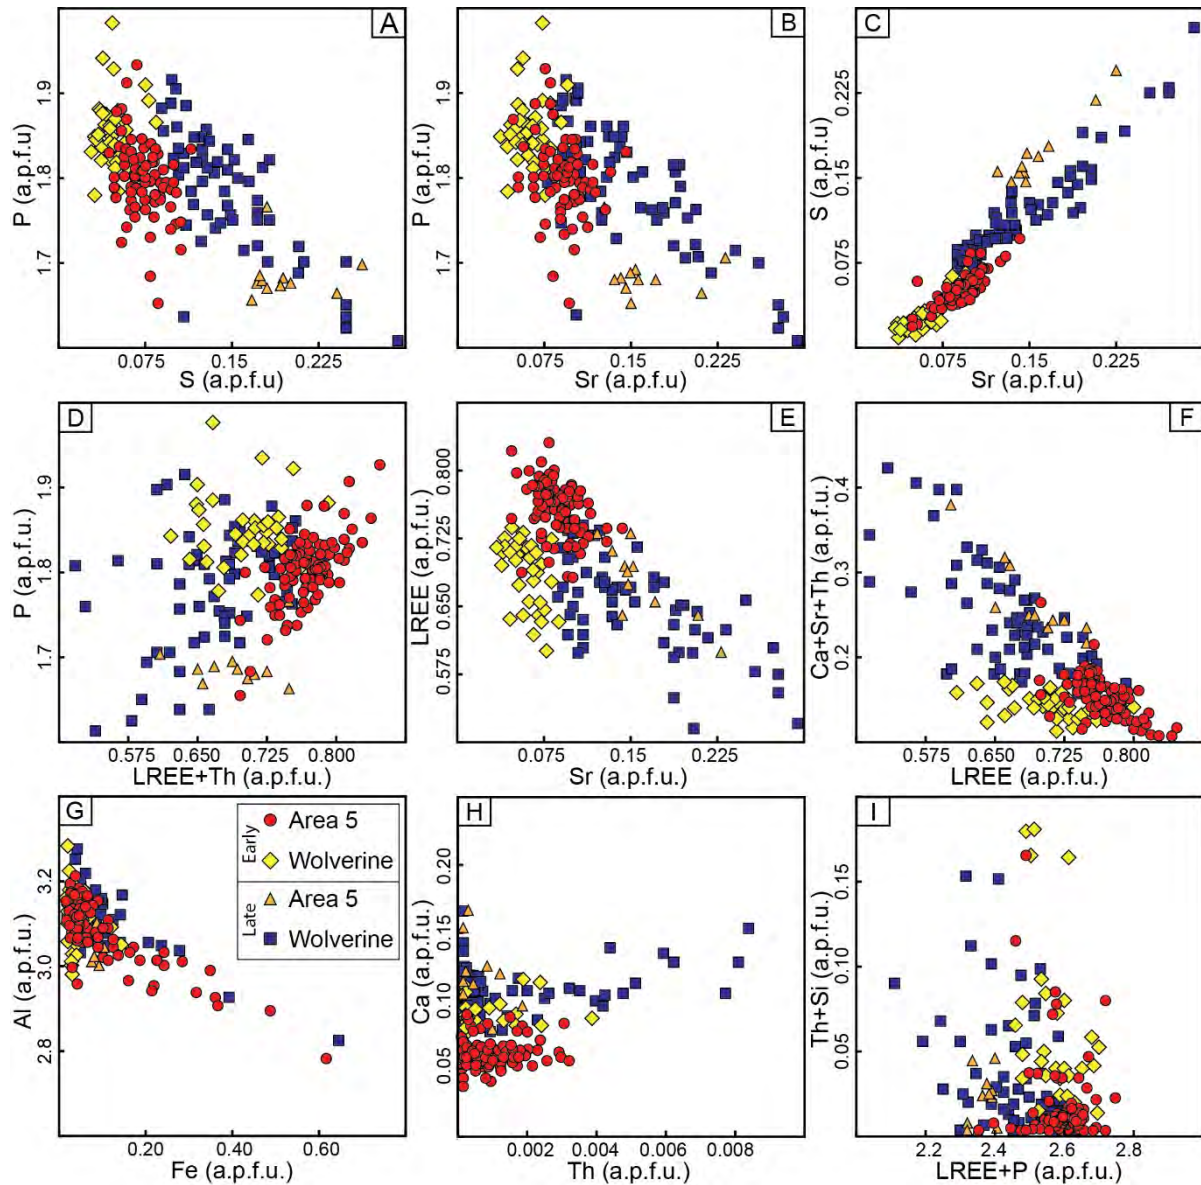 A
P (a.p.f.u)
1.9
1.8
1.7
0.075
0.15
0.225
S (a.p.f.u)
B
P (a.p.f.u)
1.9
1.8
1.7
0.075
0.15
0.225
Sr (a.p.f.u)
C
S (a.p.f.u)
0.225
0.15
0.075
0.075
0.15
0.225
Sr (a.p.f.u)
D
P (a.p.f.u.)
1.9
1.8
1.7
0.575
0.650
0.725
0.800
LREE+Th (a.p.f.u.)
E
LREE (a.p.f.u.)
0.800
0.725
0.650
0.575
0.075
0.15
0.225
Sr (a.p.f.u.)
F
Ca+Sr+Th (a.p.f.u.)
0.4
0.3
0.2
0.575
0.650
0.725
0.800
LREE (a.p.f.u.)
G
Al (a.p.f.u.)
3.2
3.0
2.8
0.20
0.40
0.60
Fe (a.p.f.u.)
Early
Area 5
Wolverine
Late
Area 5
Wolverine
H
Ca (a.p.f.u.)
0.20
0.15
0.10
0.05
0.002
0.004
0.006
0.008
Th (a.p.f.u.)
I
Th+Si (a.p.f.u.)
0.15
0.10
0.05
2.2
2.4
2.6
2.8
LREE+P (a.p.f.u.)